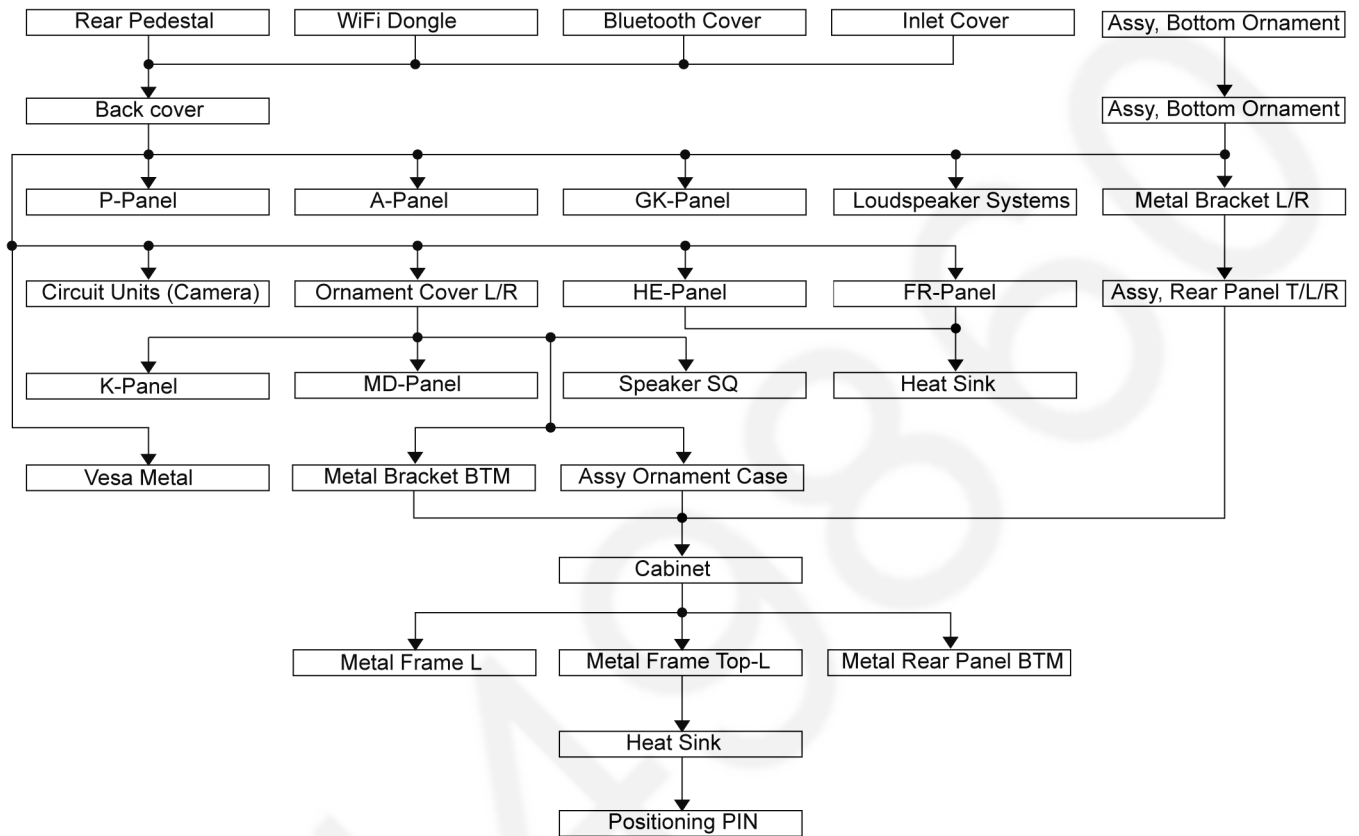 Rear Pedestal
WiFi Dongle
Bluetooth Cover
Inlet Cover
Assy, Bottom Ornament
Back cover
Assy, Bottom Ornament
P-Panel
A-Panel
GK-Panel
Loudspeaker Systems
Metal Bracket L/R
Circuit Units (Camera)
Ornament Cover L/R
HE-Panel
FR-Panel
Assy, Rear Panel T/L/R
K-Panel
MD-Panel
Speaker SQ
Heat Sink
Vesa Metal
Metal Bracket BTM
Assy Ornament Case
Cabinet
Metal Frame L
Metal Frame Top-L
Metal Rear Panel BTM
Heat Sink
Positioning PIN